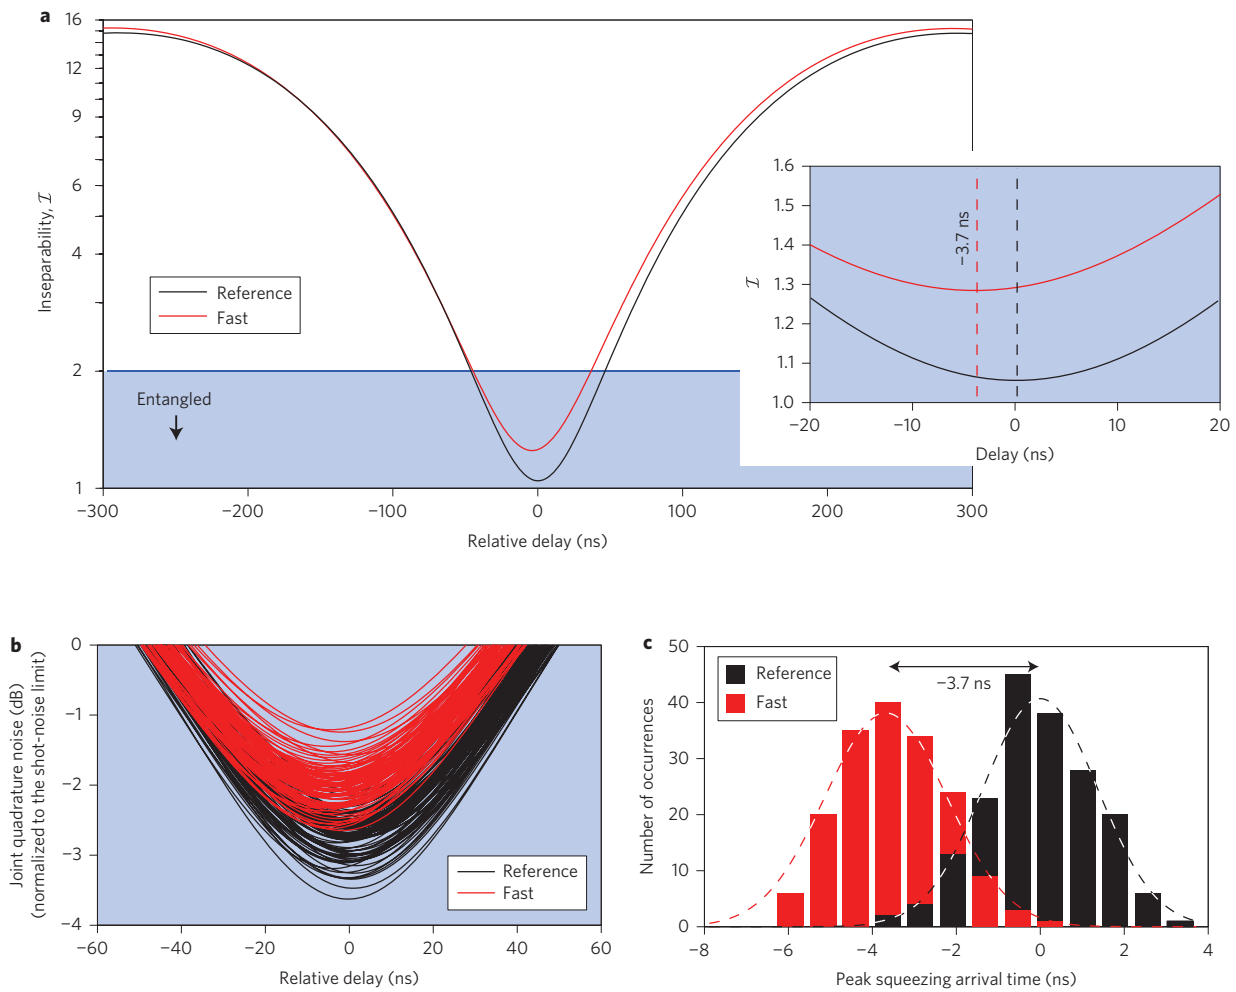 a
16
12
9
6
4
2
1
Inseparability, ℐ
Reference
Fast
Entangled
−300
−200
−100
0
100
200
300
Relative delay (ns)
1.6
1.5
1.4
1.3
1.2
1.1
1.0
ℐ
−3.7 ns
−20
−10
0
10
20
Delay (ns)
b
0
−1
−2
−3
−4
Joint quadrature noise (dB)
(normalized to the shot-noise limit)
Reference
Fast
−60
−40
−20
0
20
40
60
Relative delay (ns)
c
50
40
30
20
10
0
Number of occurrences
Reference
Fast
−3.7 ns
−8
−6
−4
−2
0
2
4
Peak squeezing arrival time (ns)